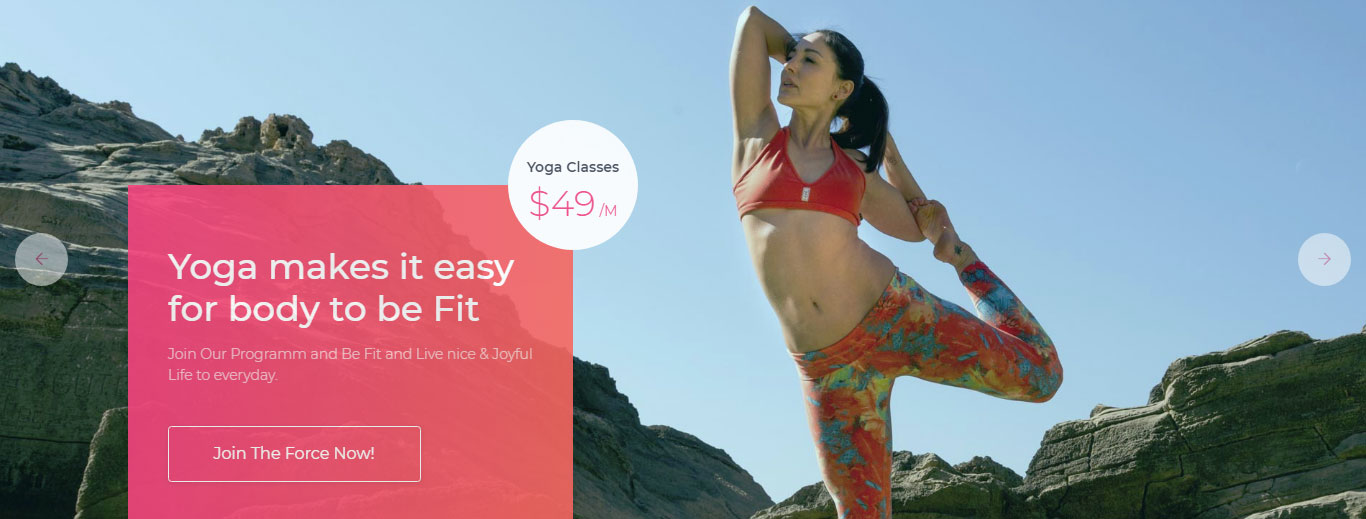 Yoga Classes
$49 /M
Yoga makes it easy
for body to be Fit
Join Our Programm and Be Fit and Live nice & Joyful
Life to everyday.
Join The Force Now!